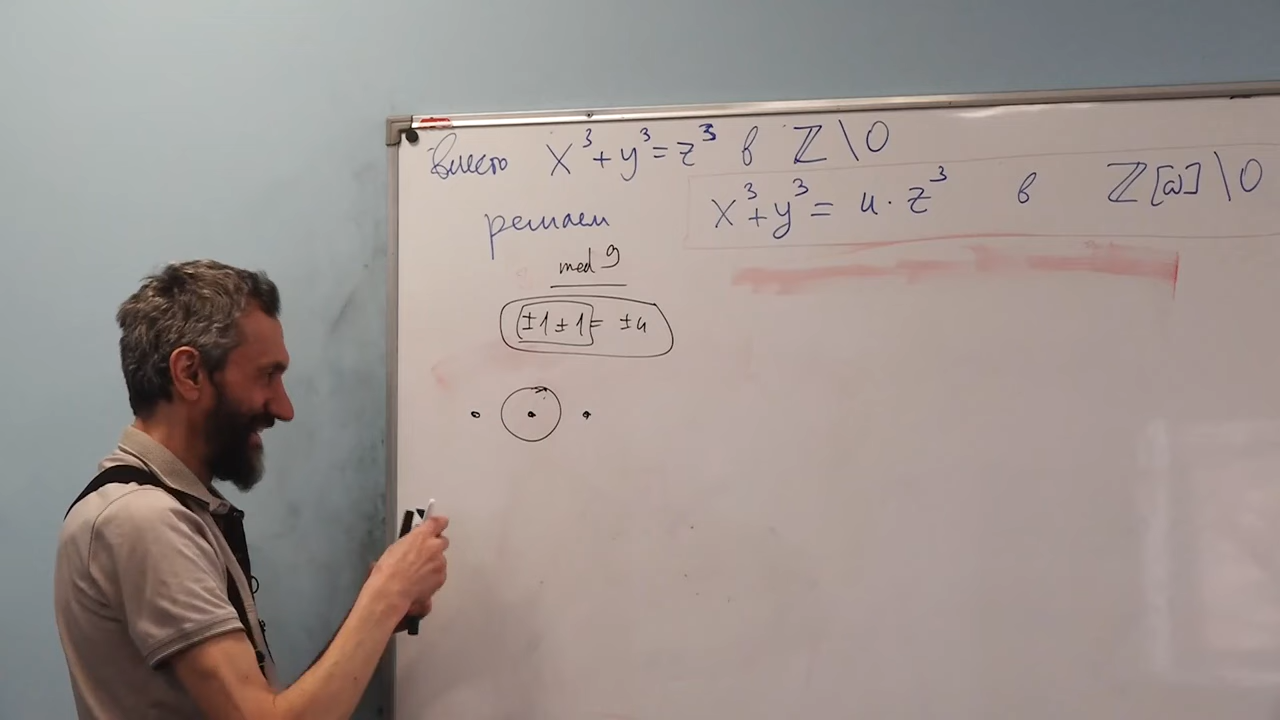 Вместо x³+y³=z³ в ℤ\0
решаем x³+y³=u·z³ в ℤ[ω]\0
mod 9
±1±1=±u